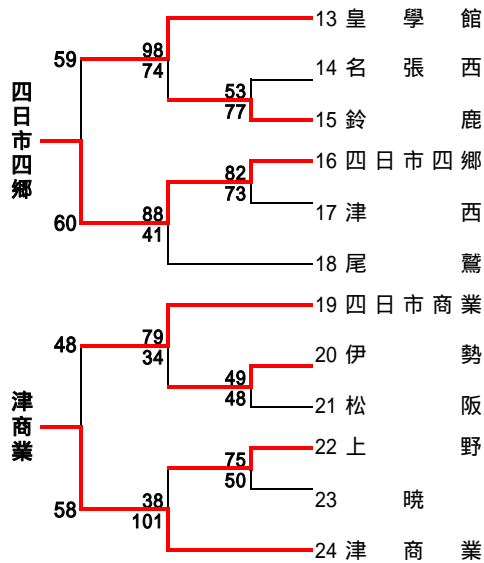 13 皇學館
98
59
74
14 名張西
53
77
15 鈴鹿
四日市四郷
16 四日市四郷
82
73
17 津西
88
60
41
18 尾鷲
19 四日市商業
79
48
34
20 伊勢
49
48
21 松阪
津商業
22 上野
75
50
23 暁
38
58
101
24 津商業